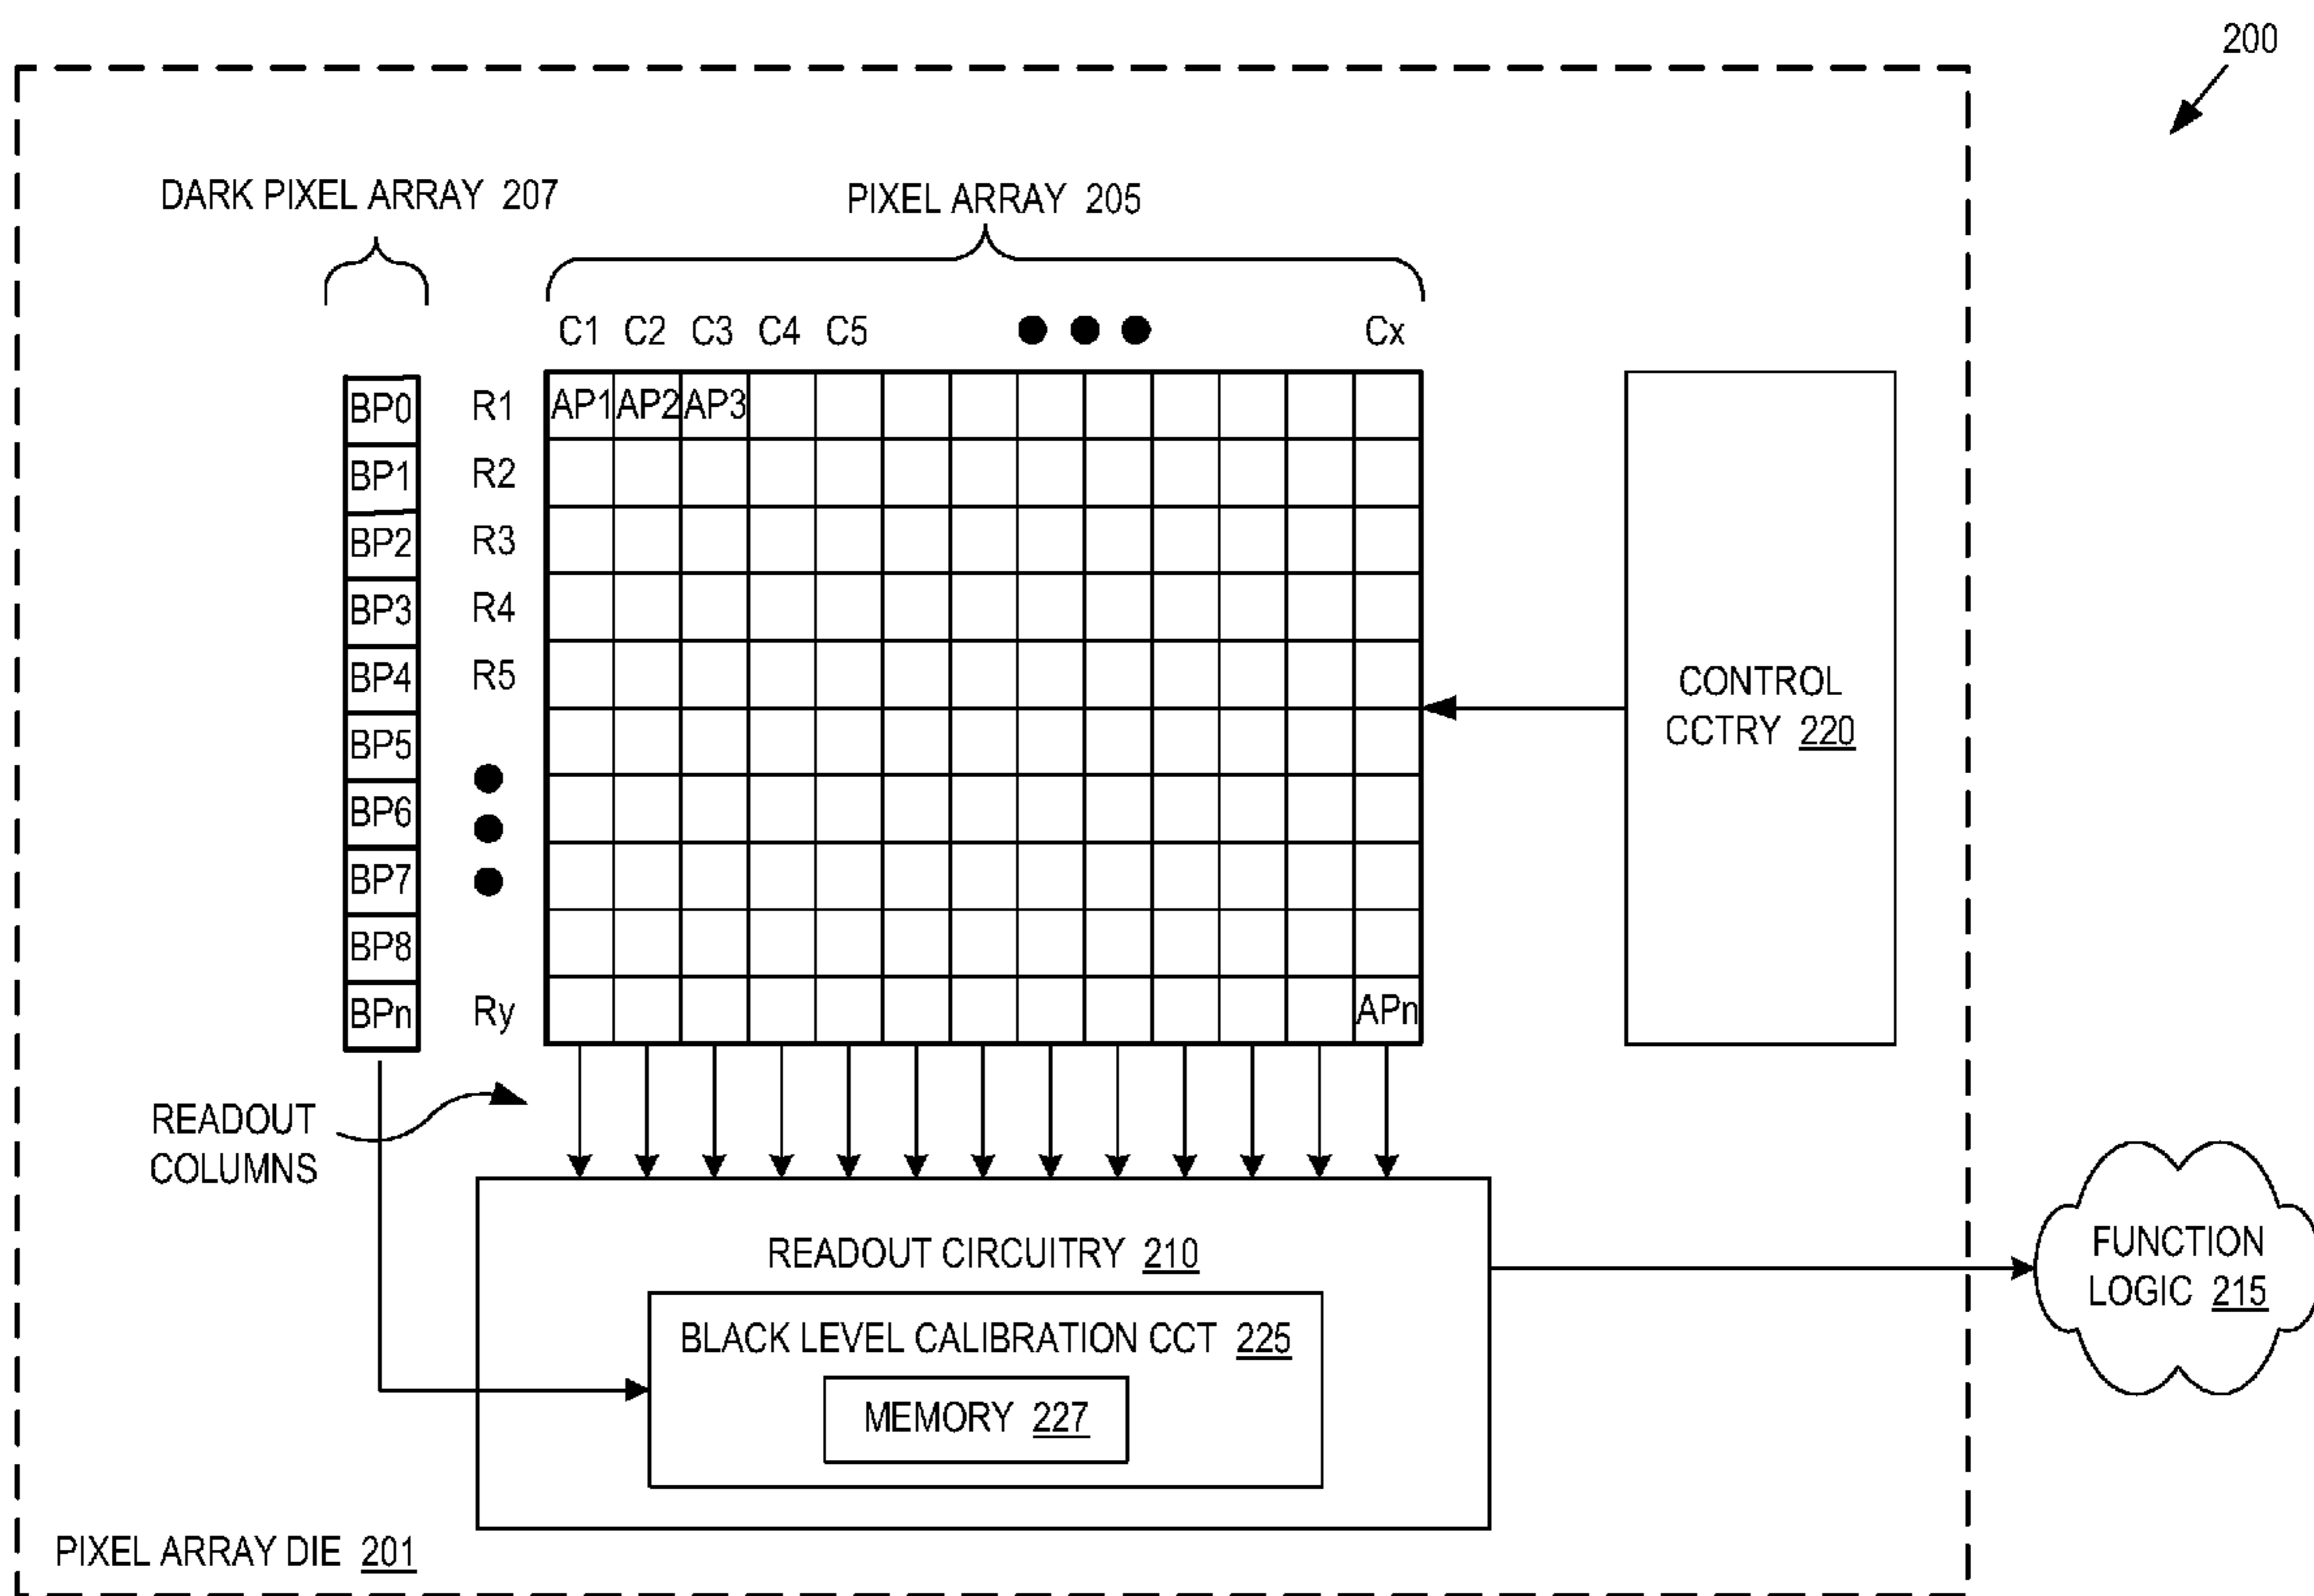 200
DARK PIXEL ARRAY 207
PIXEL ARRAY 205
C1 C2 C3 C4 C5 Cx
BP0 R1 AP1 AP2 AP3
BP1 R2
BP2 R3
BP3 R4
BP4 R5
CONTROL
CCTRY 220
BP5
BP6
BP7
BP8
BPn Ry APn
READOUT
COLUMNS
READOUT CIRCUITRY 210
FUNCTION
LOGIC 215
BLACK LEVEL CALIBRATION CCT 225
MEMORY 227
PIXEL ARRAY DIE 201